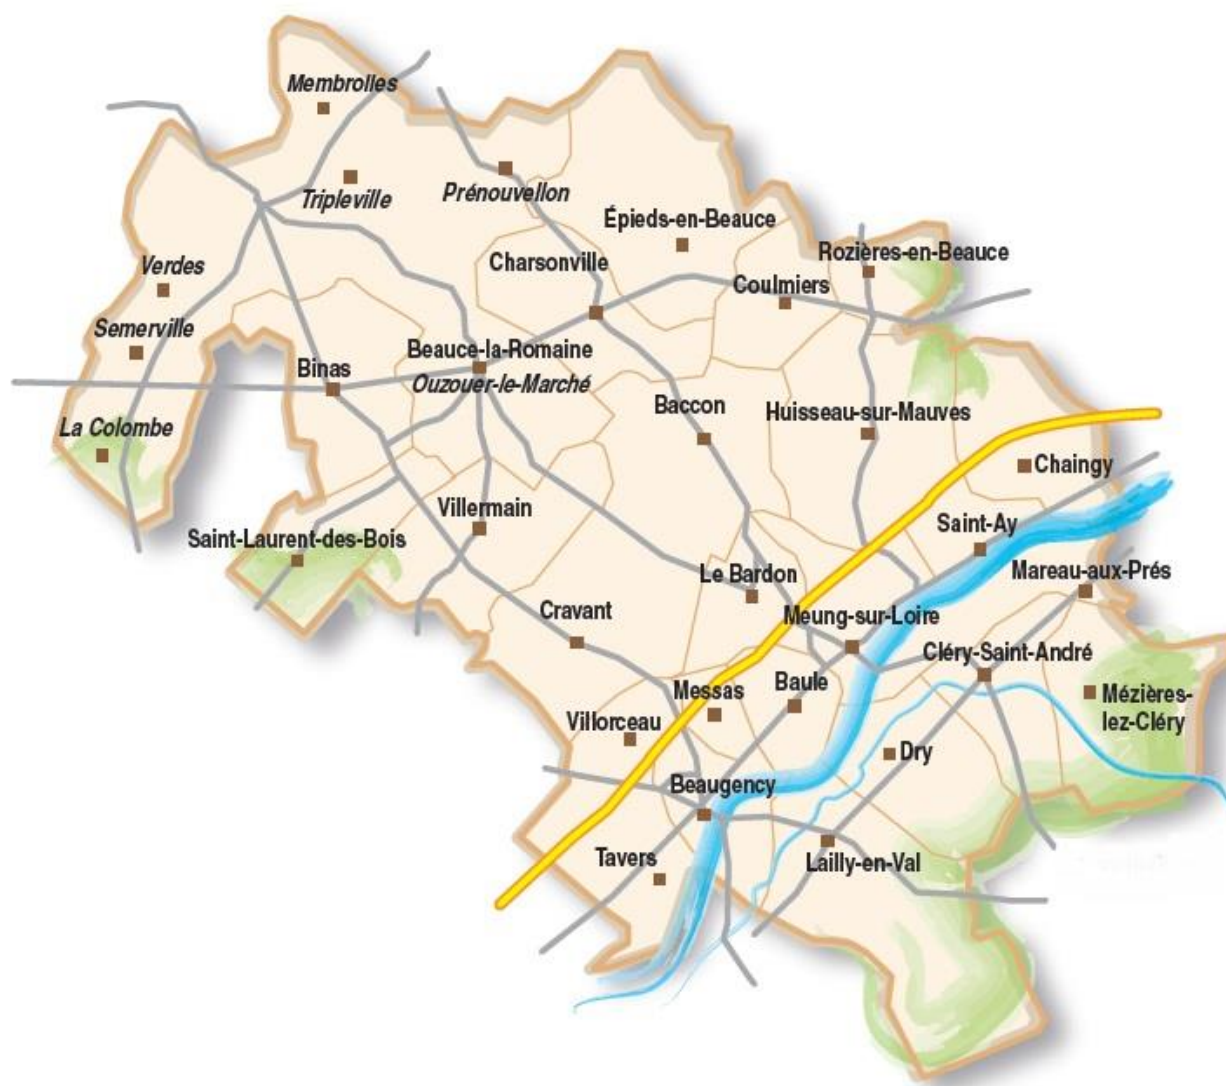 Membrolles
Tripleville
Prénouvellon
Épieds-en-Beauce
Verdes
Charsonville
Rozières-en-Beauce
Coulmiers
Semerville
Binas
Beauce-la-Romaine
Ouzouer-le-Marché
La Colombe
Baccon
Huisseau-sur-Mauves
Chaingy
Villermain
Saint-Laurent-des-Bois
Saint-Ay
Le Bardon
Mareau-aux-Prés
Cravant
Meung-sur-Loire
Cléry-Saint-André
Messas
Baule
Mézières-
lez-Cléry
Villorceau
Dry
Beaugency
Tavers
Lailly-en-Val